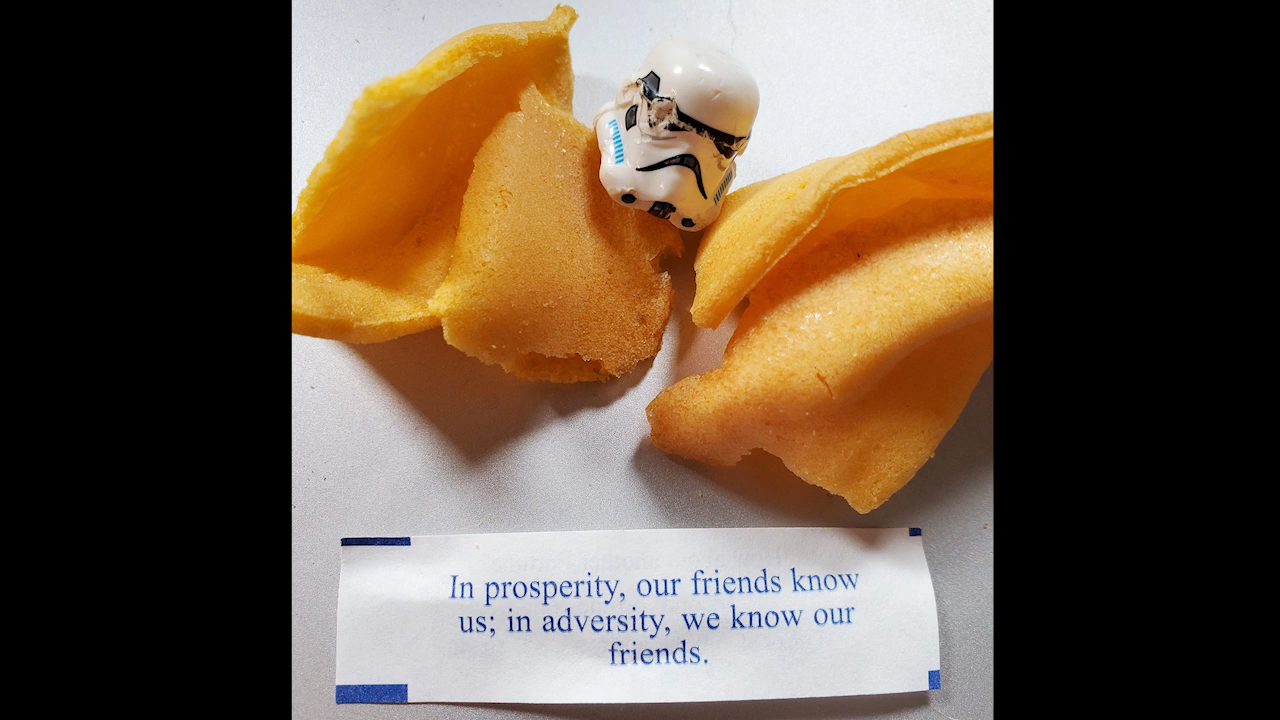 In prosperity, our friends know
us; in adversity, we know our
friends.